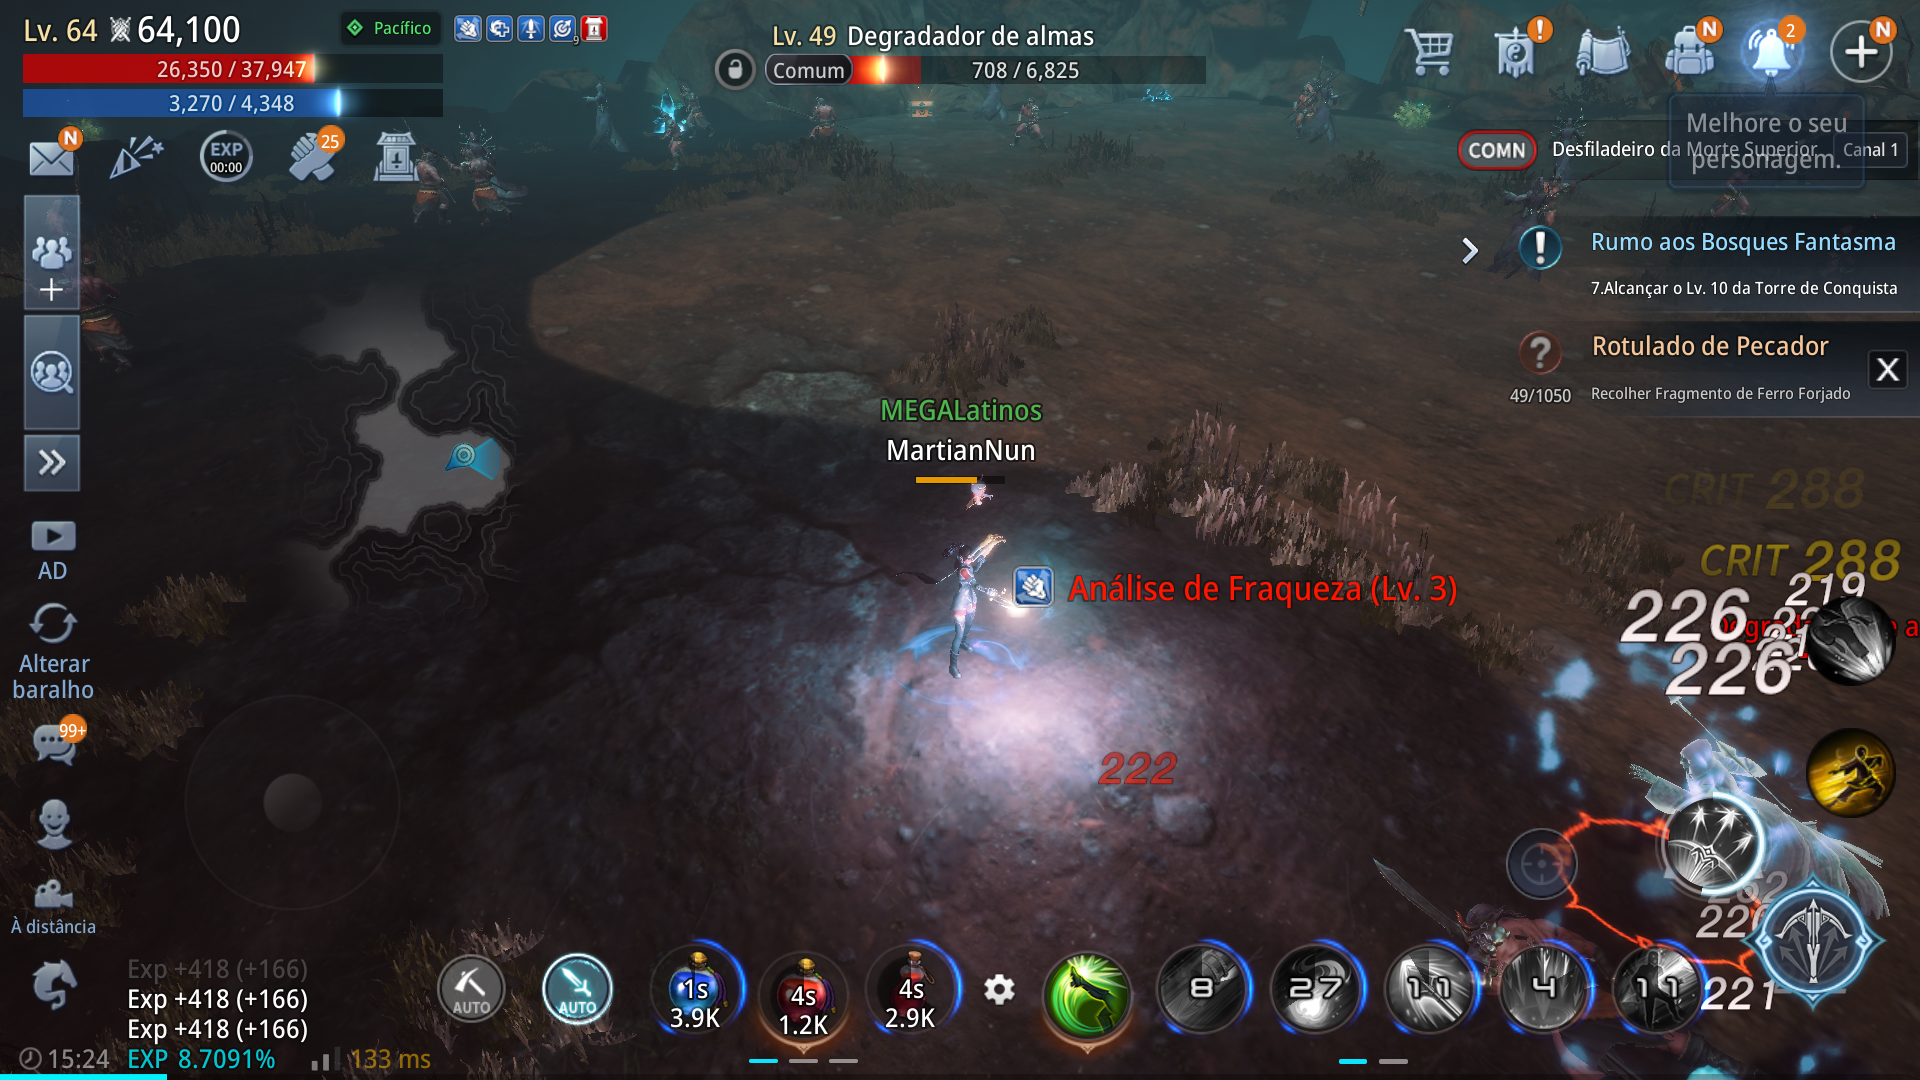 Lv. 64 64,100
Pacífico
26,350 / 37,947
3,270 / 4,348
9
Lv. 49 Degradador de almas
Comum
708 / 6,825
N
2
N
Melhore o seu personagem.
COMN Desfiladeiro da Morte Superior Canal 1
N
EXP
00:00
25
Rumo aos Bosques Fantasma
7.Alcançar o Lv. 10 da Torre de Conquista
Rotulado de Pecador
49/1050 Recolher Fragmento de Ferro Forjado
X
MEGALatinos
MartianNun
Análise de Fraqueza (Lv. 3)
CRIT 288
CRIT 288
219
226
226
222
AD
Alterar
baralho
99+
À distância
221
Exp +418 (+166)
Exp +418 (+166)
Exp +418 (+166)
AUTO
AUTO
1s
3.9K
4s
1.2K
4s
2.9K
8
27
11
4
11
15:24 EXP 8.7091% 133 ms